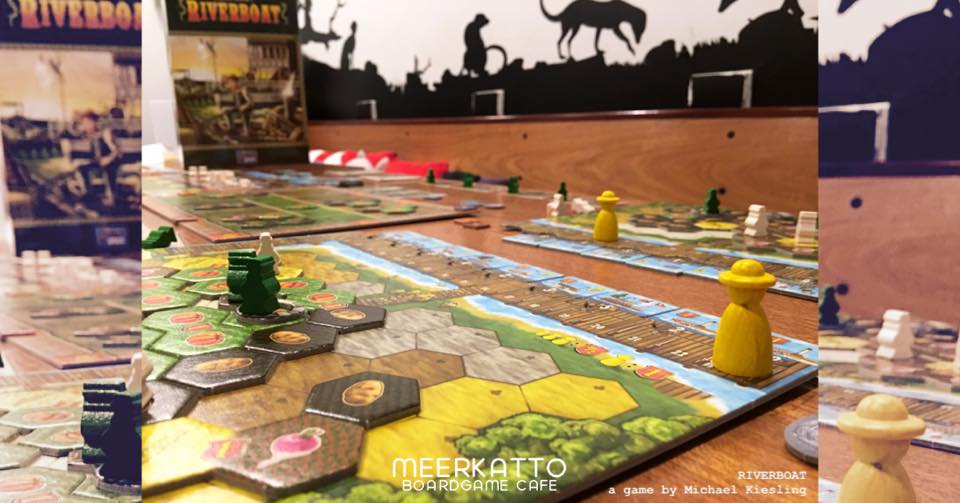 RIVERBOAT
RIVERBOAT
MEERKATTO
BOARDGAME CAFE
RIVERBOAT
a game by Michael Kiesling